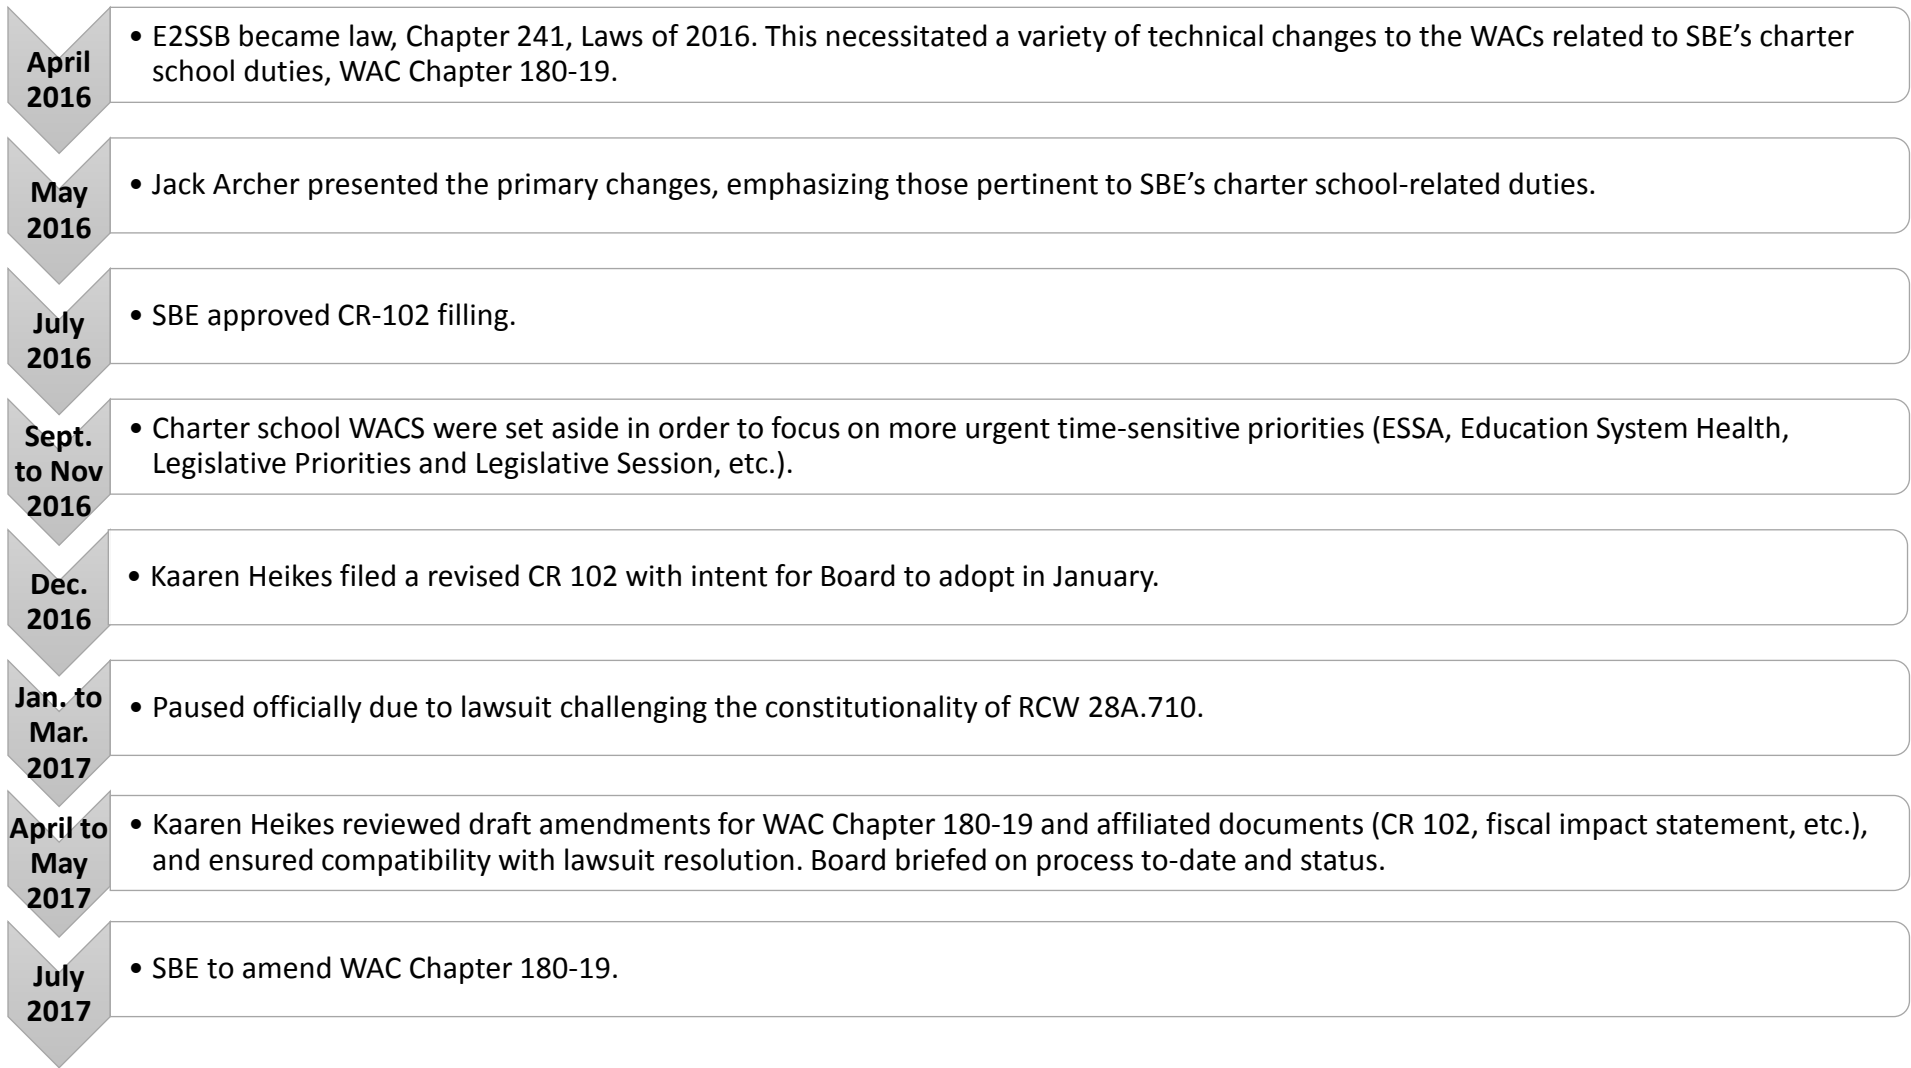 April
2016
• E2SSB became law, Chapter 241, Laws of 2016. This necessitated a variety of technical changes to the WACs related to SBE’s charter
school duties, WAC Chapter 180-19.
May
2016
• Jack Archer presented the primary changes, emphasizing those pertinent to SBE’s charter school-related duties.
July
2016
• SBE approved CR-102 filling.
Sept.
to Nov
2016
• Charter school WACS were set aside in order to focus on more urgent time-sensitive priorities (ESSA, Education System Health,
Legislative Priorities and Legislative Session, etc.).
Dec.
2016
• Kaaren Heikes filed a revised CR 102 with intent for Board to adopt in January.
Jan. to
Mar.
2017
• Paused officially due to lawsuit challenging the constitutionality of RCW 28A.710.
April to
May
2017
• Kaaren Heikes reviewed draft amendments for WAC Chapter 180-19 and affiliated documents (CR 102, fiscal impact statement, etc.),
and ensured compatibility with lawsuit resolution. Board briefed on process to-date and status.
July
2017
• SBE to amend WAC Chapter 180-19.